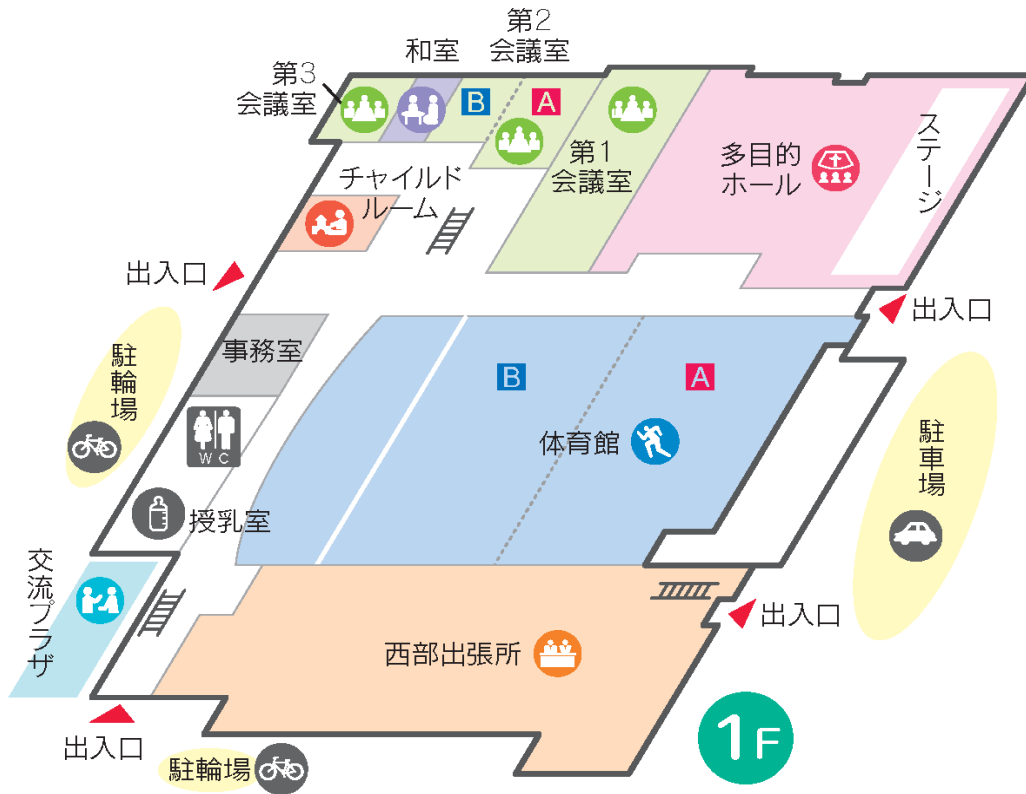 第2
会議室
和室
第3
会議室
B
A
第1
会議室
多目的
ホール
ステージ
チャイルド
ルーム
出入口
出入口
駐輪場
事務室
B
A
体育館
WC
駐車場
授乳室
交流プラザ
西部出張所
出入口
出入口
駐輪場
1F